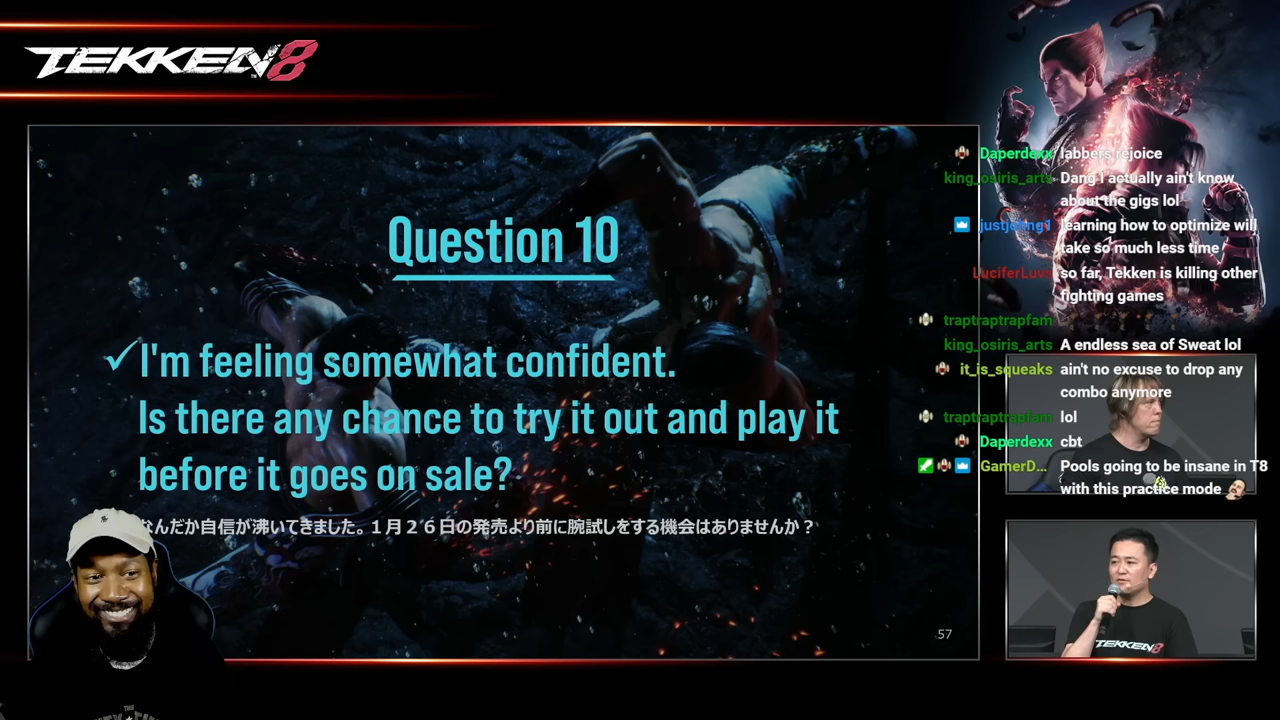 TEKKEN 8
Question 10
✓I'm feeling somewhat confident.
Is there any chance to try it out and play it
before it goes on sale?
なんだか自信が沸いてきました。１月２６日の発売より前に腕試しをする機会はありませんか？
57
Daperdexx labbers rejoice
king_osiris_arts Dang I actually ain't know
about the gigs lol
learning how to optimize will
take so much less time
LuciferLuvs so far, Tekken is killing other
fighting games
traptraptrapfam
king_osiris_arts A endless sea of Sweat lol
it_is_squeaks ain't no excuse to drop any
combo anymore
traptraptrapfam lol
Daperdexx cbt
GamerD... Pools going to be insane in T8
with this practice mode
TEKKEN 8